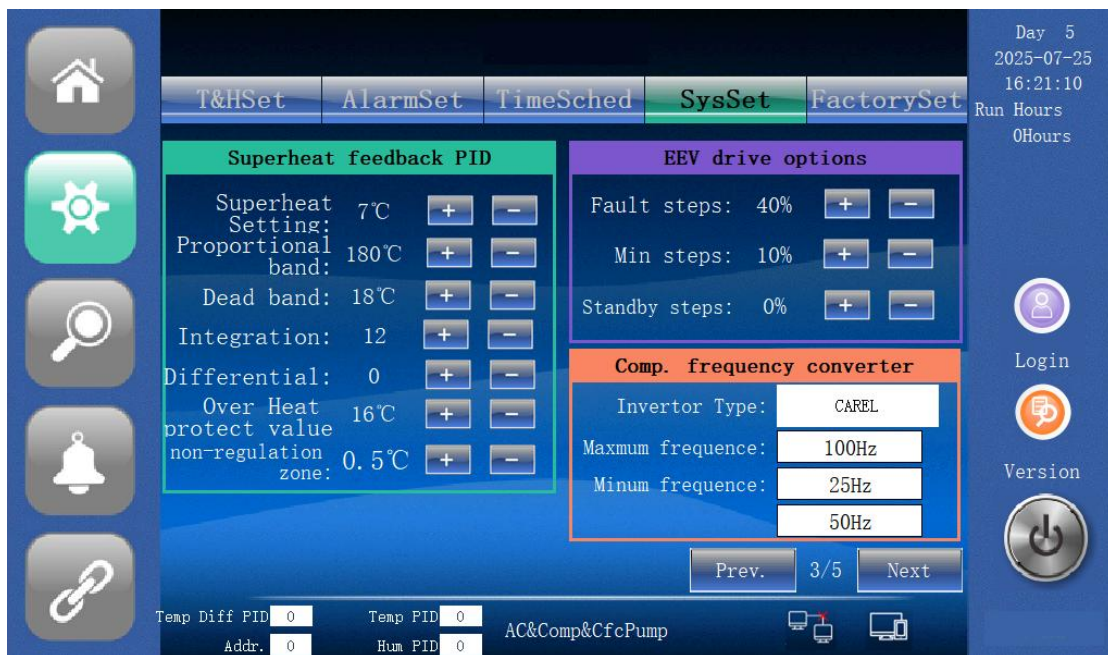 Day 5
2025-07-25
16:21:10
Run Hours
0Hours
T&HSet AlarmSet TimeSched SysSet FactorySet
Superheat feedback PID
Superheat
Setting: 7℃ + -
Proportional
band: 180℃ + -
Dead band: 18℃ + -
Integration: 12 + -
Differential: 0 + -
Over Heat
protect value 16℃ + -
non-regulation
zone: 0.5℃ + -
EEV drive options
Fault steps: 40% + -
Min steps: 10% + -
Standby steps: 0% + -
Comp. frequency converter
Invertor Type: CAREL
Maxmum frequence: 100Hz
Minum frequence: 25Hz
50Hz
Prev. 3/5 Next
Login
Version
Temp Diff PID 0 Temp PID 0
Addr. 0 Hum PID 0
AC&Comp&CfcPump